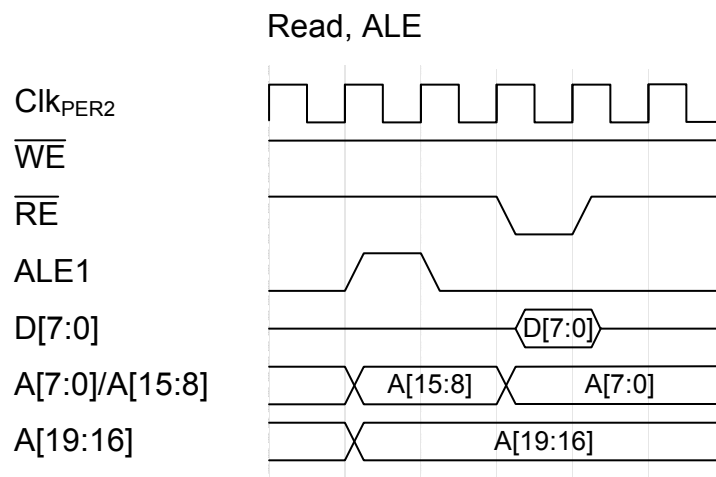 Read, ALE
ClkPER2
WE
RE
ALE1
D[7:0] D[7:0]
A[7:0]/A[15:8] A[15:8] A[7:0]
A[19:16] A[19:16]